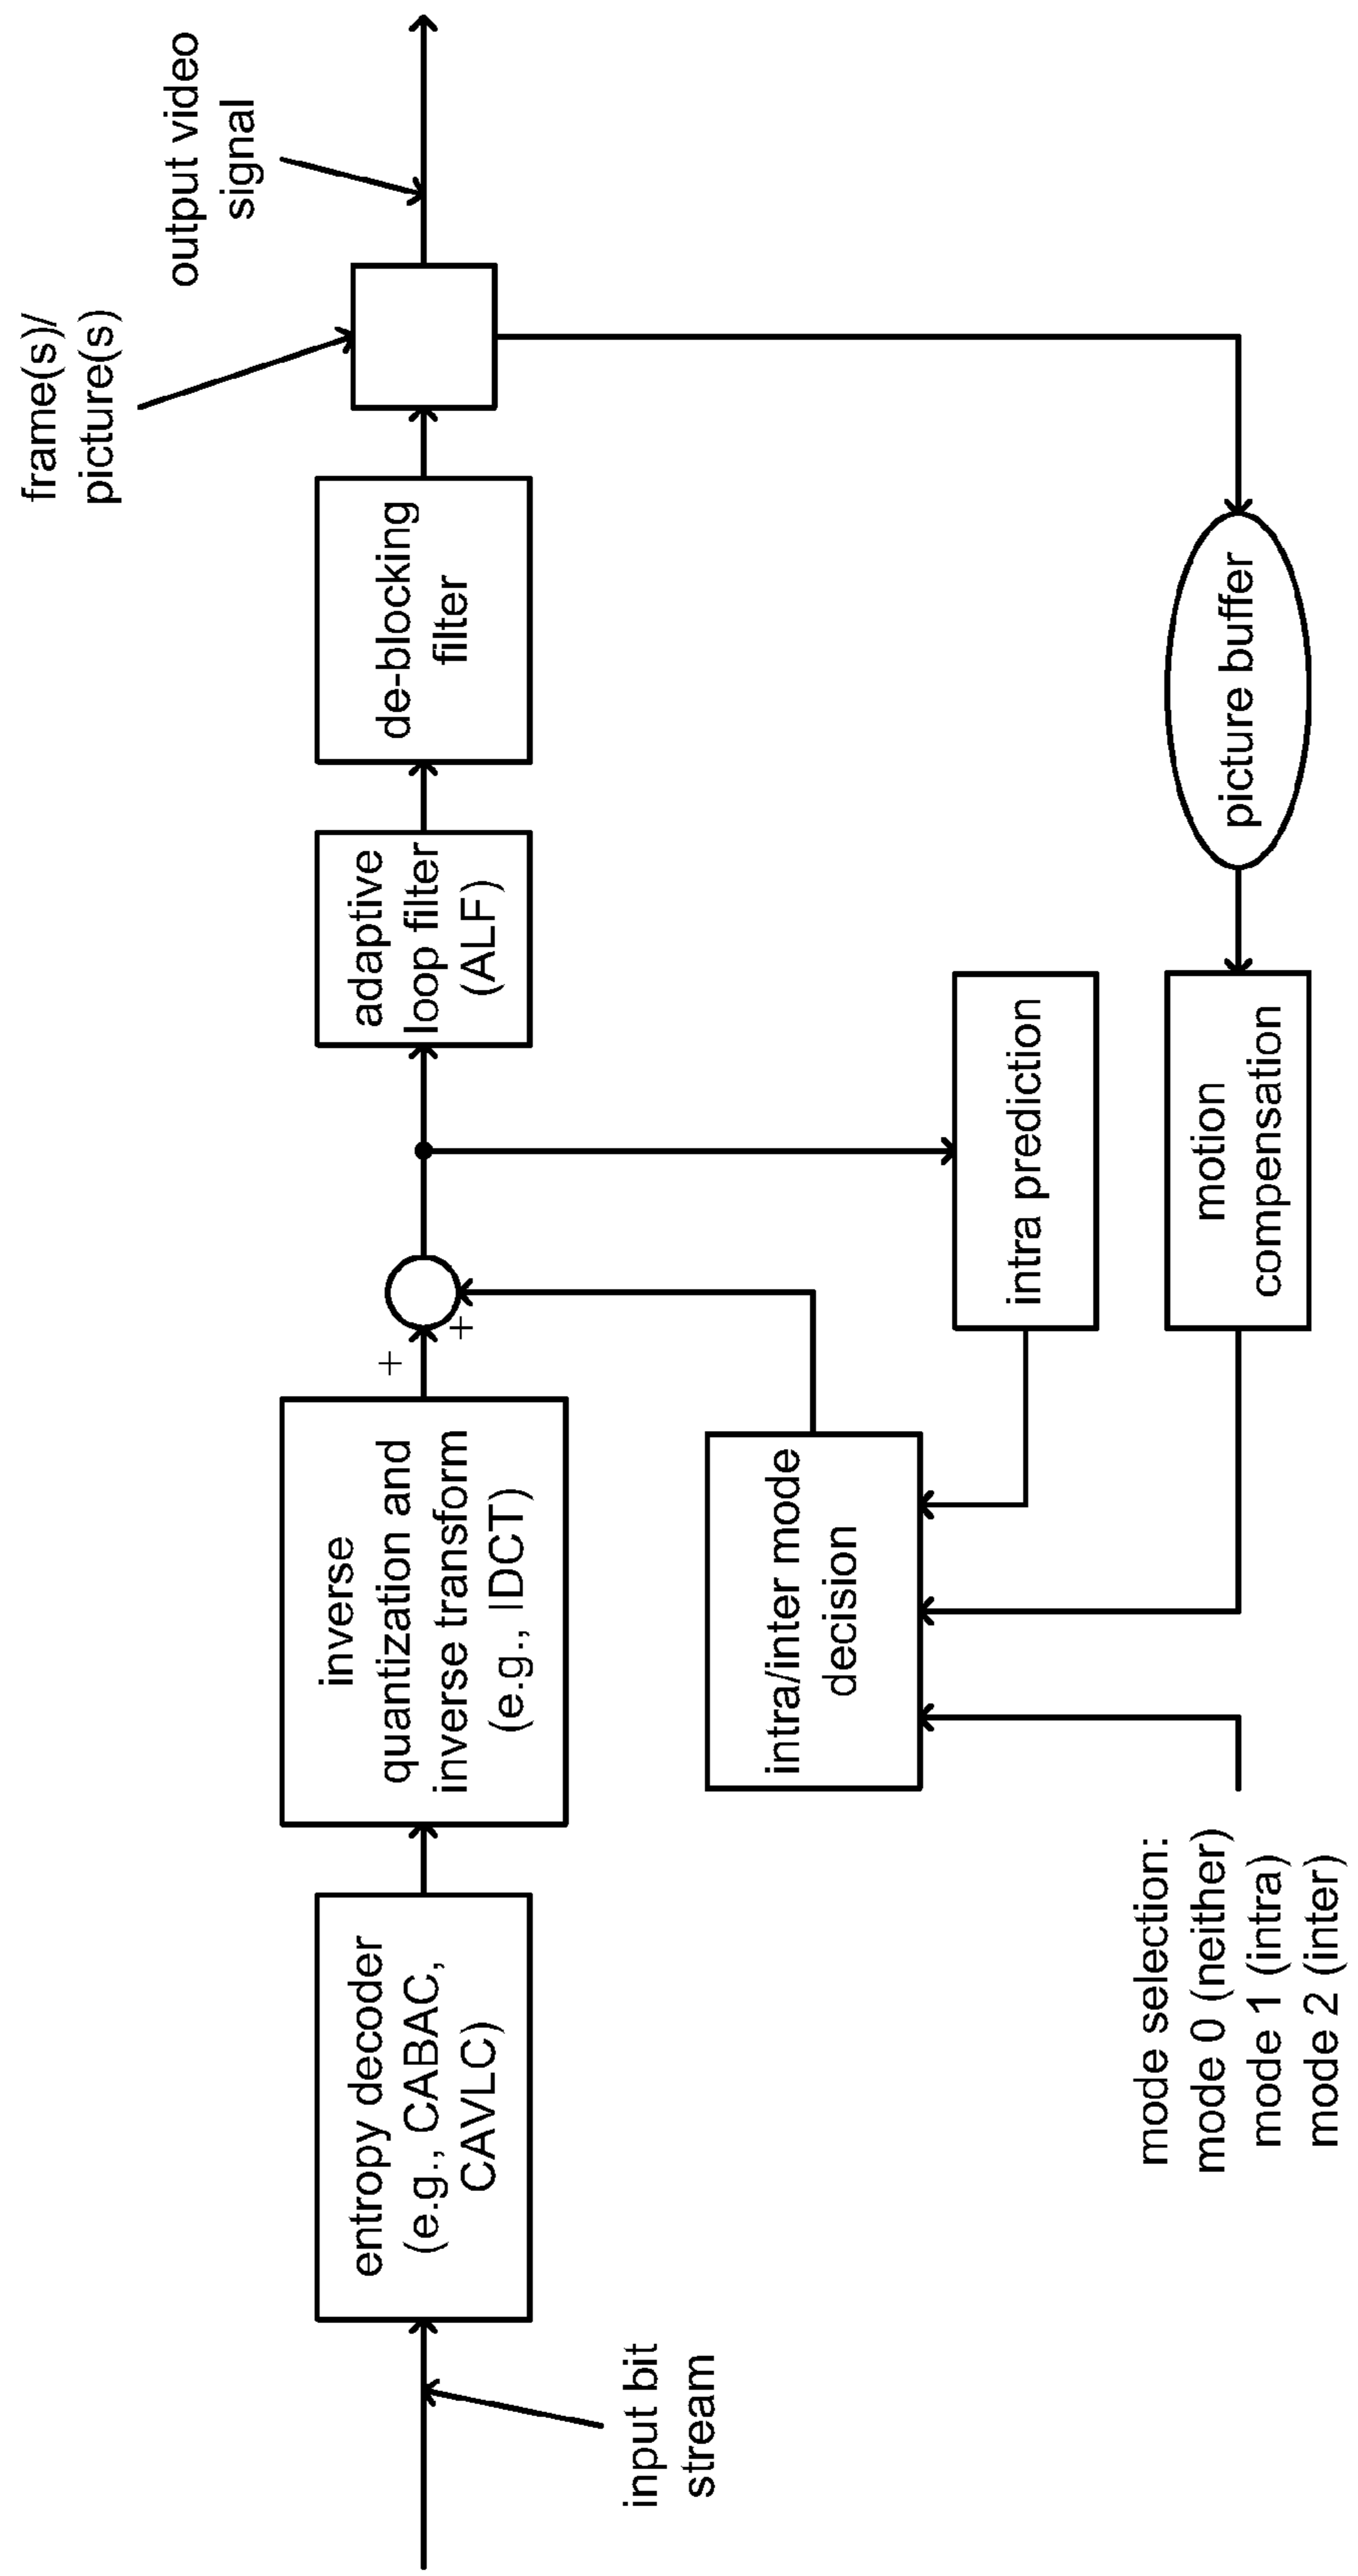 input bit
stream
entropy decoder
(e.g., CABAC,
CAVLC)
inverse
quantization and
inverse transform
(e.g., IDCT)
+
+
adaptive
loop filter
(ALF)
de-blocking
filter
frame(s)/
picture(s)
output video
signal
intra/inter mode
decision
intra prediction
motion
compensation
picture buffer
mode selection:
mode 0 (neither)
mode 1 (intra)
mode 2 (inter)